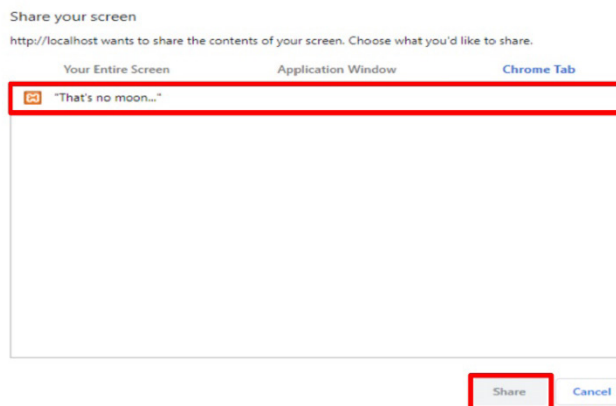 Share your screen
http://localhost wants to share the contents of your screen. Choose what you'd like to share.
Your Entire Screen Application Window Chrome Tab
"That's no moon..."
Share Cancel